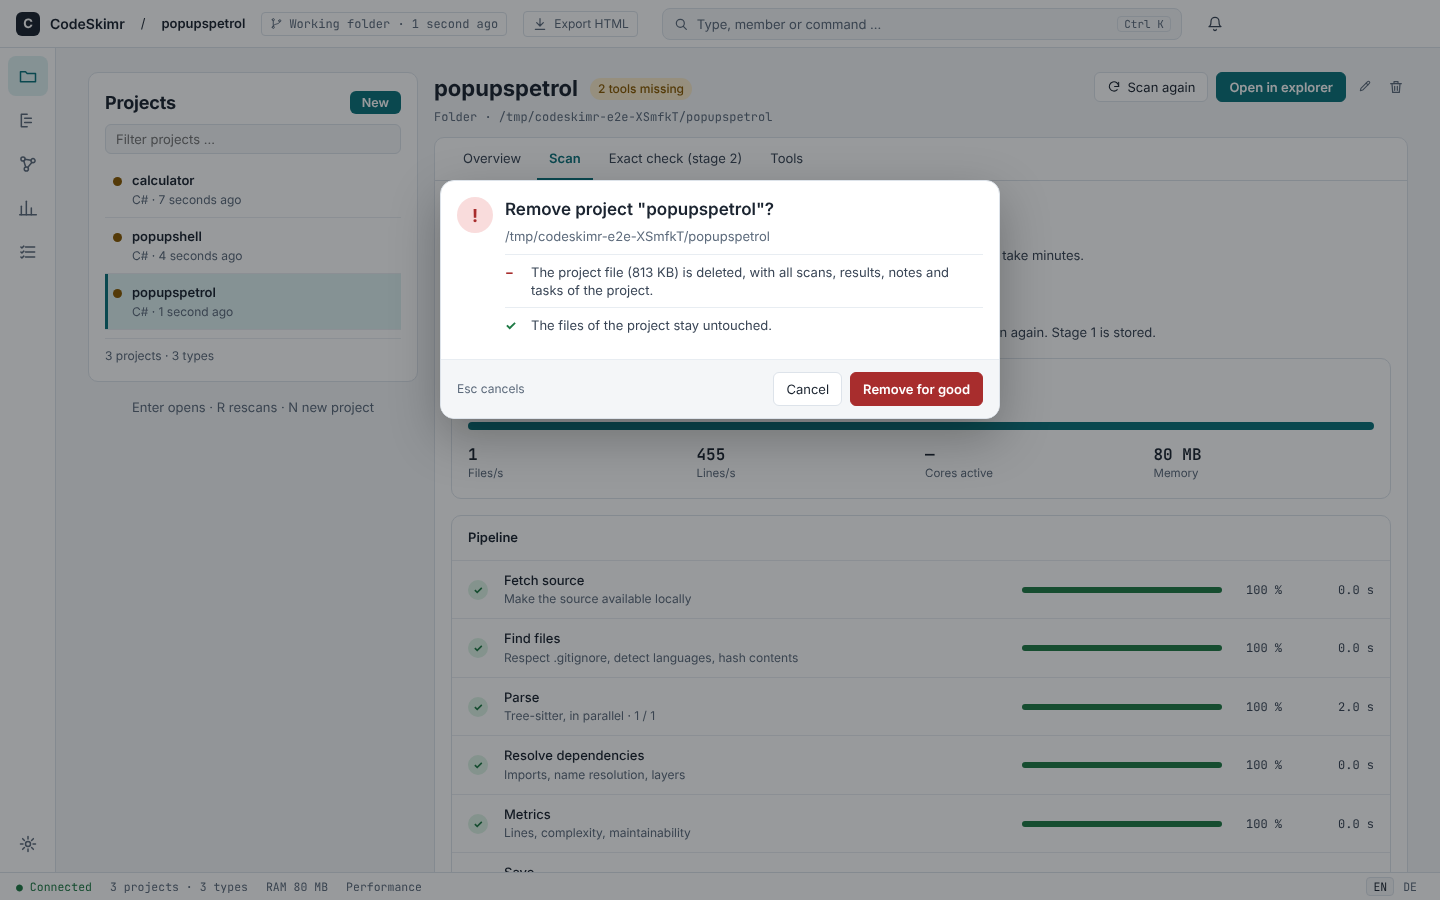 C CodeSkimr / popupspetrol Working folder · 1 second ago Export HTML Type, member or command ... Ctrl K
Projects
New
Filter projects ...
calculator
C# · 7 seconds ago
popupshell
C# · 4 seconds ago
popupspetrol
C# · 1 second ago
3 projects · 3 types
Enter opens · R rescans · N new project
popupspetrol 2 tools missing
Folder · /tmp/codeskimr-e2e-XSmfkT/popupspetrol
Scan again Open in explorer
Overview Scan Exact check (stage 2) Tools
take minutes.
n again. Stage 1 is stored.
! Remove project "popupspetrol"?
/tmp/codeskimr-e2e-XSmfkT/popupspetrol
– The project file (813 KB) is deleted, with all scans, results, notes and
tasks of the project.
The files of the project stay untouched.
Esc cancels Cancel Remove for good
1 455 – 80 MB
Files/s Lines/s Cores active Memory
Pipeline
Fetch source
Make the source available locally
100 % 0.0 s
Find files
Respect .gitignore, detect languages, hash contents
100 % 0.0 s
Parse
Tree-sitter, in parallel · 1 / 1
100 % 2.0 s
Resolve dependencies
Imports, name resolution, layers
100 % 0.0 s
Metrics
Lines, complexity, maintainability
100 % 0.0 s
Save
Connected 3 projects · 3 types RAM 80 MB Performance EN DE